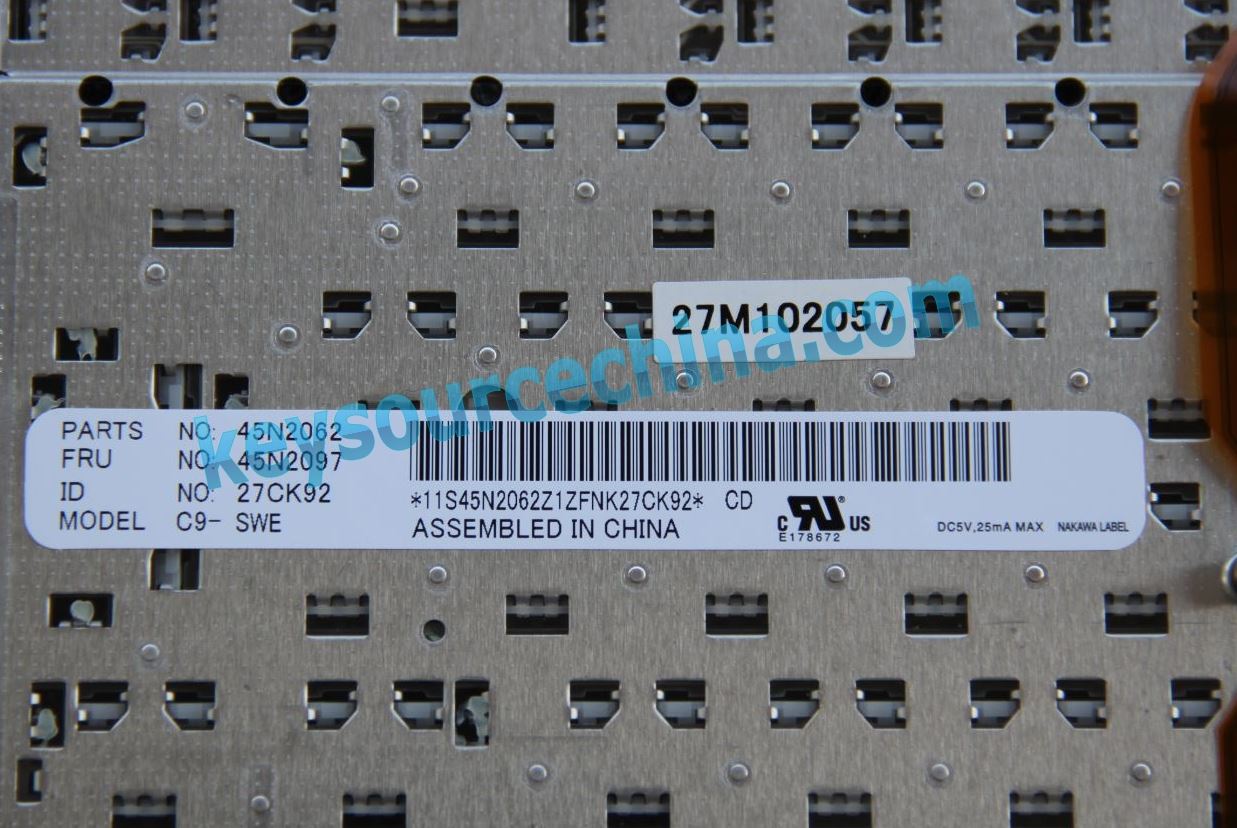 27M102057
keysourcechina.com
PARTS NO: 45N2062
FRU NO: 45N2097
ID NO: 27CK92
MODEL C9- SWE
*11S45N2062Z1ZFNK27CK92* CD
ASSEMBLED IN CHINA
C RU ® US
E178672
DC5V,25mA MAX NAKAWA LABEL